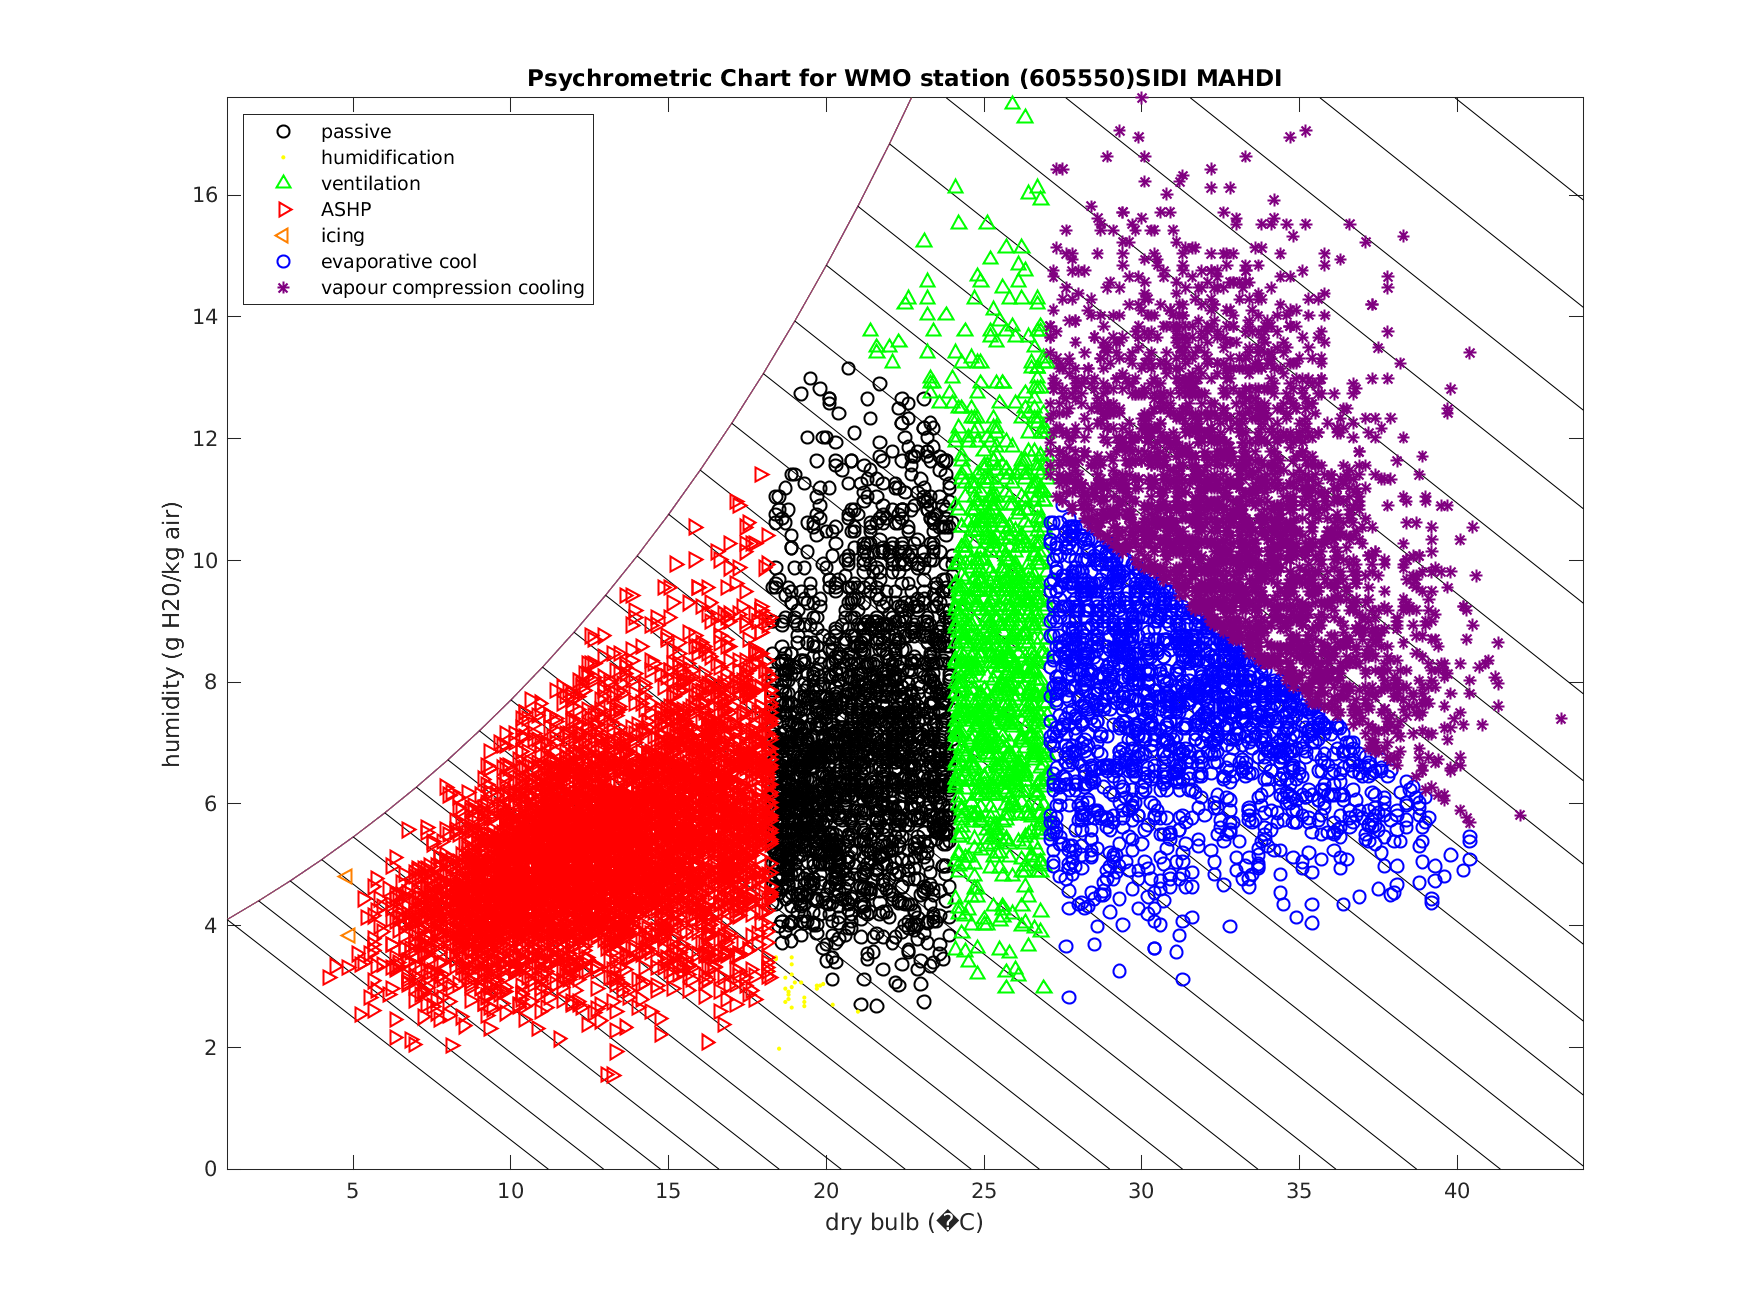 Psychrometric Chart for WMO station (605550)SIDI MAHDI
passive
humidification
ventilation
ASHP
icing
evaporative cool
vapour compression cooling
humidity (g H20/kg air)
16
14
12
10
8
6
4
2
0
5 10 15 20 25 30 35 40
dry bulb (�C)